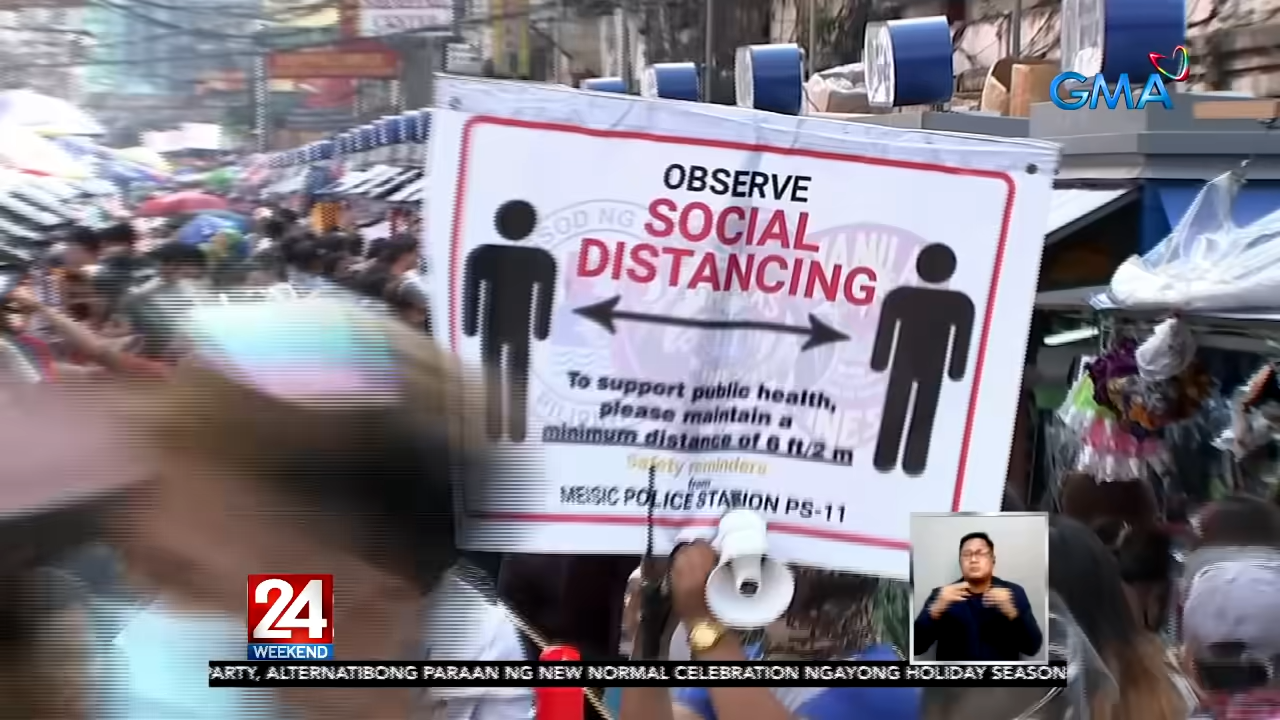 GMA
OBSERVE
SOCIAL
DISTANCING
To support public health,
please maintain a
minimum distance of 6 ft/2 m
Safety reminders
from
MEISIC POLICE STATION PS-11
24
WEEKEND
ARTY, ALTERNATIBONG PARAAN NG NEW NORMAL CELEBRATION NGAYONG HOLIDAY SEASON